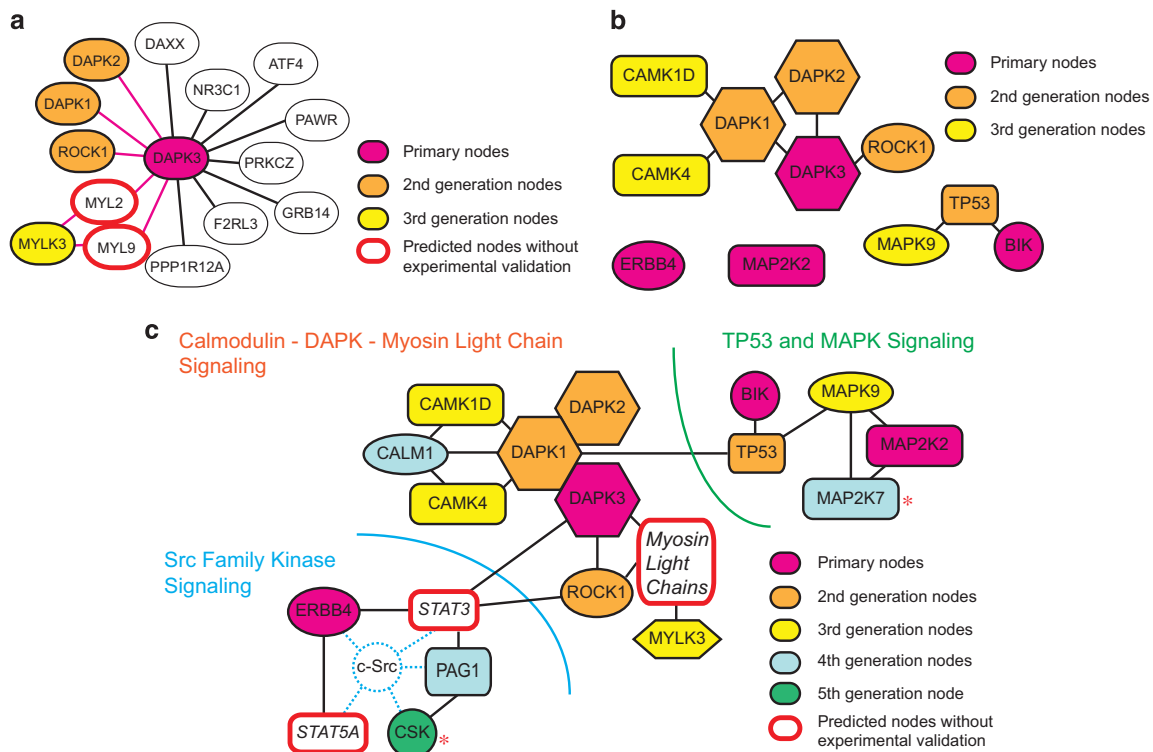 a
DAPK2
DAXX
ATF4
NR3C1
DAPK1
PAWR
ROCK1
DAPK3
PRKCZ
MYL2
GRB14
F2RL3
MYLK3
MYL9
PPP1R12A
Primary nodes
2nd generation nodes
3rd generation nodes
Predicted nodes without
experimental validation
b
CAMK1D
DAPK2
DAPK1
ROCK1
CAMK4
DAPK3
TP53
MAPK9
BIK
ERBB4
MAP2K2
Primary nodes
2nd generation nodes
3rd generation nodes
c
Calmodulin - DAPK - Myosin Light Chain
Signaling
TP53 and MAPK Signaling
CAMK1D
DAPK2
BIK
MAPK9
CALM1
DAPK1
TP53
MAP2K2
CAMK4
DAPK3
MAP2K7 *
Src Family Kinase
Signaling
Myosin
Light
Chains
ROCK1
ERBB4
STAT3
MYLK3
c-Src
PAG1
STAT5A
CSK *
Primary nodes
2nd generation nodes
3rd generation nodes
4th generation nodes
5th generation node
Predicted nodes without
experimental validation